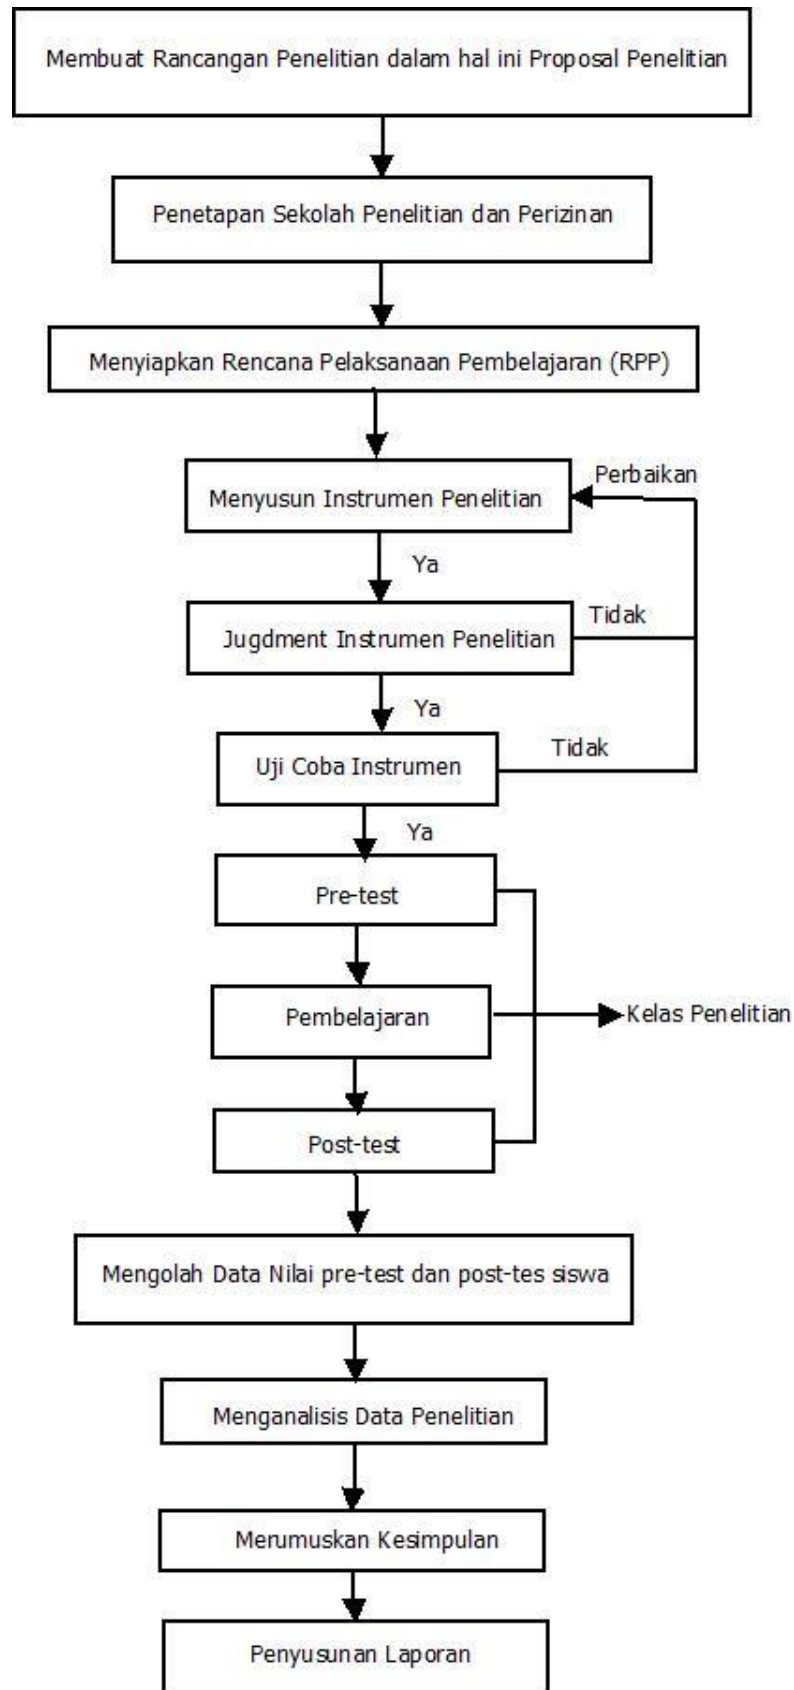 Membuat Rancangan Penelitian dalam hal ini Proposal Penelitian
Penetapan Sekolah Penelitian dan Perizinan
Menyiapkan Rencana Pelaksanaan Pembelajaran (RPP)
Perbaikan
Menyusun Instrumen Penelitian
Ya
Tidak
Jugdment Instrumen Penelitian
Ya
Tidak
Uji Coba Instrumen
Ya
Pre-test
Pembelajaran
Kelas Penelitian
Post-test
Mengolah Data Nilai pre-test dan post-tes siswa
Menganalisis Data Penelitian
Merumuskan Kesimpulan
Penyusunan Laporan